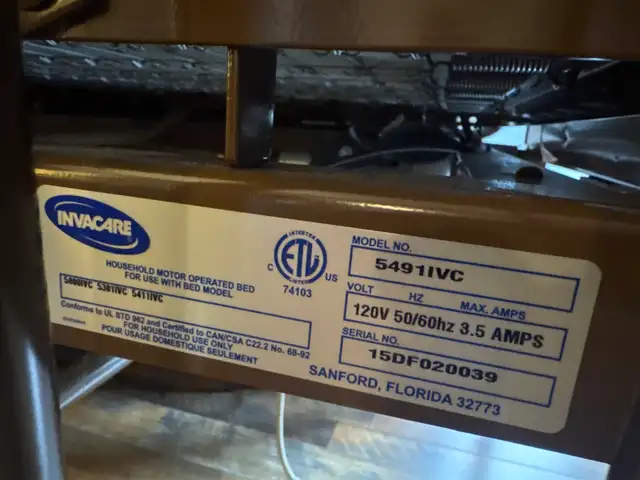 INVACARE
HOUSEHOLD MOTOR OPERATED BED
FOR USE WITH BED MODEL
5301IVC 5411IVC
Conforms to UL STD 962 and Certified to CAN/CSA C22.2 No. 68-92
FOR HOUSEHOLD USE ONLY
POUR USAGE DOMESTIQUE SEULEMENT
INTERTEK
C ETL US
74103
MODEL NO.
5491IVC
VOLT HZ MAX. AMPS
120V 50/60hz 3.5 AMPS
SERIAL NO.
15DF020039
SANFORD, FLORIDA 32773